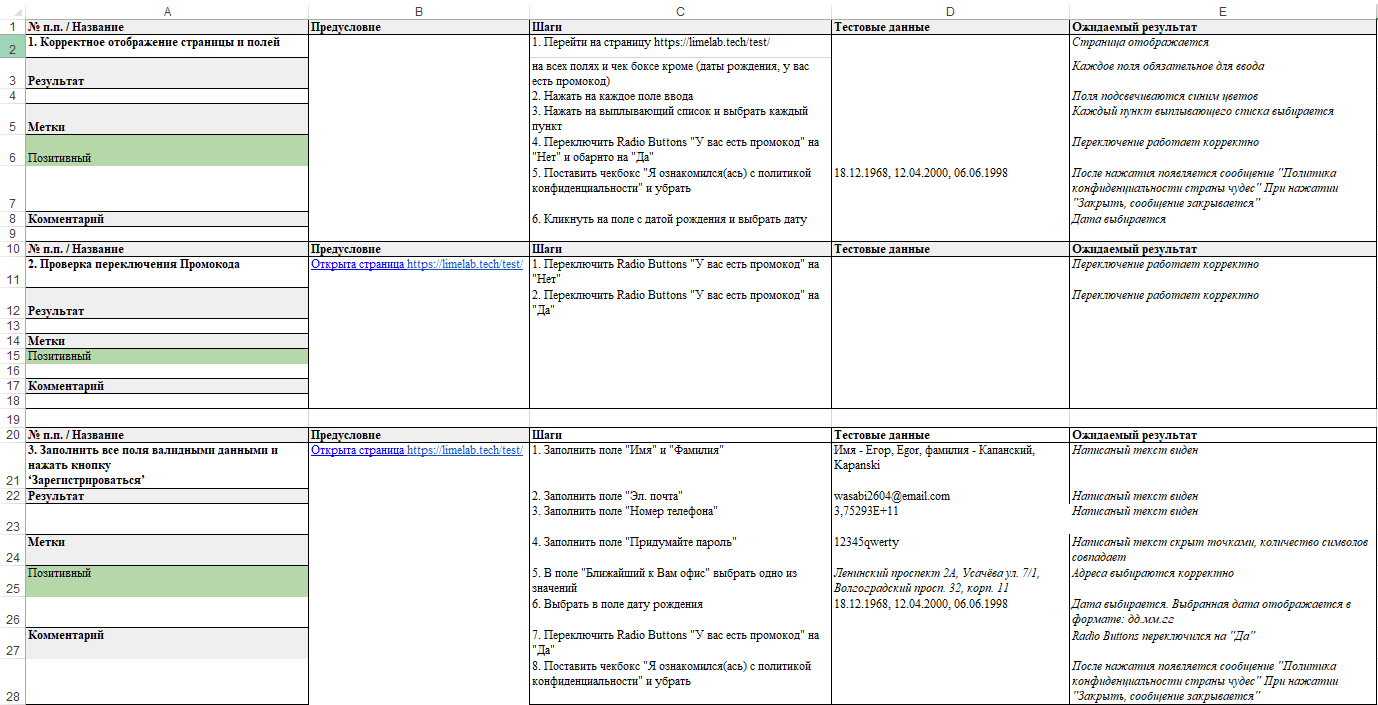 A B C D E
1 № п.п. / Название Предусловие Шаги Тестовые данные Ожидаемый результат
2 1. Корректное отображение страницы и полей 1. Перейти на страницу https://limelab.tech/test/ Страница отображается
на всех полях и чек боксе кроме (даты рождения, у вас Каждое поля обязательное для ввода
3 Результат есть промокод)
4 2. Нажать на каждое поле ввода Поля подсвечиваются синим цветов
3. Нажать на выплывающий список и выбрать каждый Каждый пункт выплывающего списка выбирается
5 Метки пункт
4. Переключить Radio Buttons "У вас есть промокод" на Переключение работает корректно
6 Позитивный "Нет" и обарнто на "Да"
5. Поставить чекбокс "Я ознакомился(ась) с политикой 18.12.1968, 12.04.2000, 06.06.1998 После нажатия появляется сообщение "Политика
конфиденциальности" и убрать конфиденциальности страны чудес" При нажатии
7 "Закрыть, сообщение закрывается"
8 Комментарий 6. Кликнуть на поле с датой рождения и выбрать дату Дата выбирается
9
10 № п.п. / Название Предусловие Шаги Тестовые данные Ожидаемый результат
2. Проверка переключения Промокода Открыта страница https://limelab.tech/test/ 1. Переключить Radio Buttons "У вас есть промокод" на Переключение работает корректно
11 "Нет"
2. Переключить Radio Buttons "У вас есть промокод" на Переключение работает корректно
12 Результат "Да"
13
14 Метки
15 Позитивный
16
17 Комментарий
18
19
20 № п.п. / Название Предусловие Шаги Тестовые данные Ожидаемый результат
3. Заполнить все поля валидными данными и Открыта страница https://limelab.tech/test/ 1. Заполнить поле "Имя" и "Фамилия" Имя - Егор, Egor, фамилия - Капанский, Написаный текст виден
нажать кнопку Kapanski
21 ‘Зарегистрироваться’
22 Результат 2. Заполнить поле "Эл. почта" wasabi2604@email.com Написаный текст виден
3. Заполнить поле "Номер телефона" 3,75293E+11 Написаный текст виден
23
Метки 4. Заполнить поле "Придумайте пароль" 12345qwerty Написаный текст скрыт точками, количество символов
24 совпадает
Позитивный 5. В поле "Ближайший к Вам офис" выбрать одно из Ленинский проспект 2А, Усачёва ул. 7/1, Адреса выбираются корректно
25 значений Волгоградский просп. 32, корп. 11
6. Выбрать в поле дату рождения 18.12.1968, 12.04.2000, 06.06.1998 Дата выбирается. Выбранная дата отображается в
26 формате: дд.мм.гг
Комментарий 7. Переключить Radio Buttons "У вас есть промокод" на Radio Buttons переключился на "Да"
27 "Да"
8. Поставить чекбокс "Я ознакомился(ась) с политикой После нажатия появляется сообщение "Политика
конфиденциальности" и убрать конфиденциальности страны чудес" При нажатии
28 "Закрыть, сообщение закрывается"